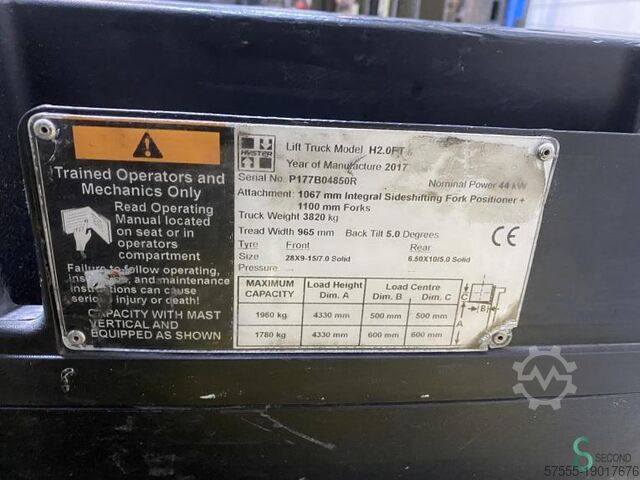 Trained Operators and
Mechanics Only
Read Operating
Manual located
on seat or in
operators
compartment
Failure to follow operating,
and maintenance
instructions can cause
serious injury or death!
CAPACITY WITH MAST
VERTICAL AND
EQUIPPED AS SHOWN
HYSTER
Lift Truck Model H2.0FT
Year of Manufacture 2017
Serial No. P177B04850R Nominal Power 44 kW
Attachment: 1067 mm Integral Sideshifting Fork Positioner +
1100 mm Forks
Truck Weight 3820 kg
Tread Width 965 mm Back Tilt 5.0 Degrees
Tyre Front Rear
Size 28X9-15/7.0 Solid 6.50X10/5.0 Solid
Pressure
MAXIMUM CAPACITY Load Height Dim. A Load Centre Dim. B Dim. C
1960 kg 4330 mm 500 mm 500 mm
1780 kg 4330 mm 600 mm 600 mm
C
B
A
CE
SECOND
57555-19017676